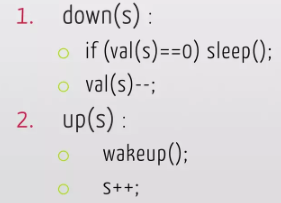 1. down(s) :
o if (val(s)==0) sleep();
o val(s)--;
2. up(s) :
o wakeup();
o s++;